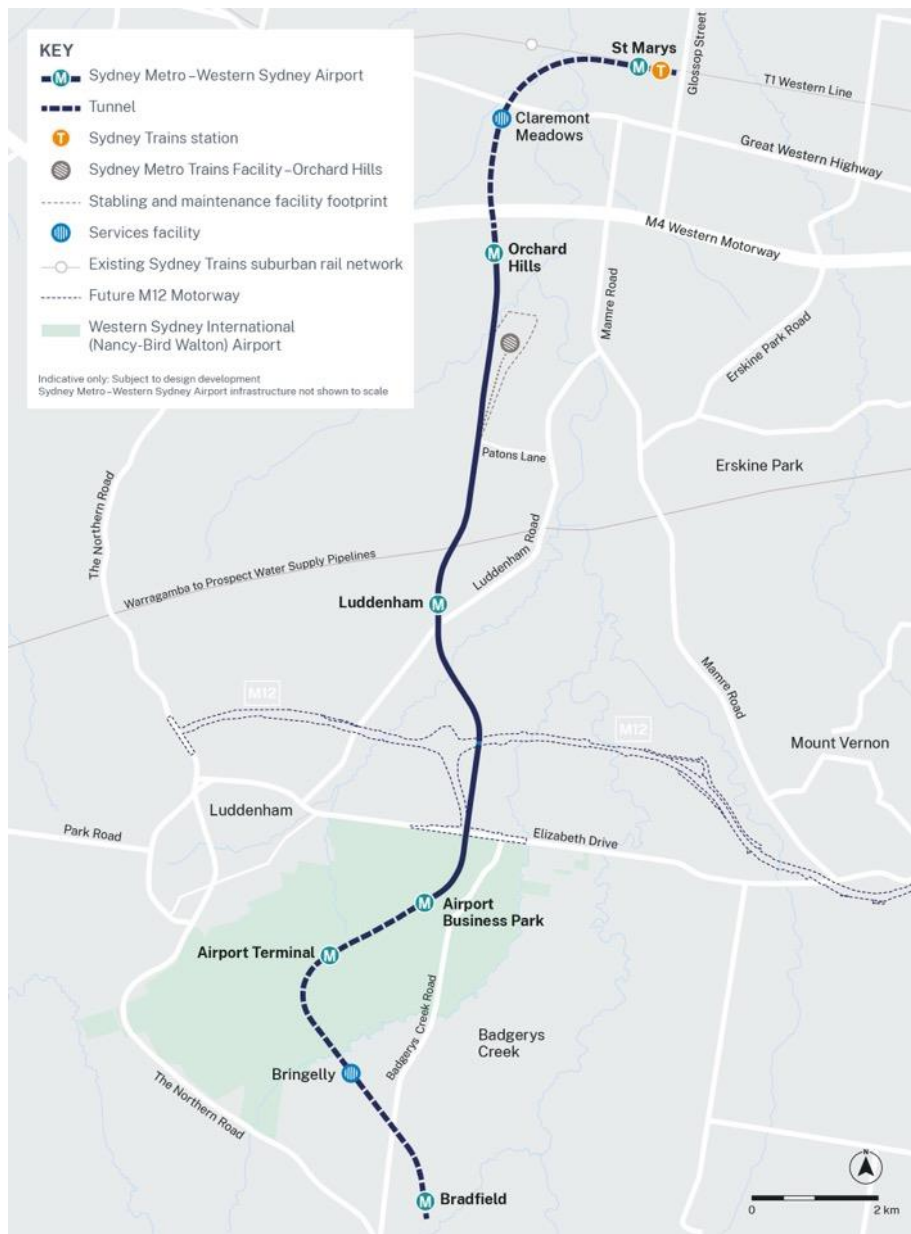 KEY
M Sydney Metro – Western Sydney Airport
Tunnel
T Sydney Trains station
Sydney Metro Trains Facility – Orchard Hills
Stabling and maintenance facility footprint
Services facility
Existing Sydney Trains suburban rail network
Future M12 Motorway
Western Sydney International
(Nancy-Bird Walton) Airport
Indicative only: Subject to design development
Sydney Metro – Western Sydney Airport infrastructure not shown to scale
St Marys
M T
Glossop Street
T1 Western Line
Claremont
Meadows
Great Western Highway
M4 Western Motorway
M
Orchard
Hills
Mamre Road
Erskine Park Road
Patons Lane
Erskine Park
The Northern Road
Luddenham Road
Warragamba to Prospect Water Supply Pipelines
Luddenham M
Mamre Road
M12
M12
Mount Vernon
Luddenham
Park Road
Elizabeth Drive
M
Airport
Business Park
Airport Terminal M
Badgerys Creek Road
Badgerys
Creek
Bringelly
The Northern Road
N
M Bradfield
0 2 km